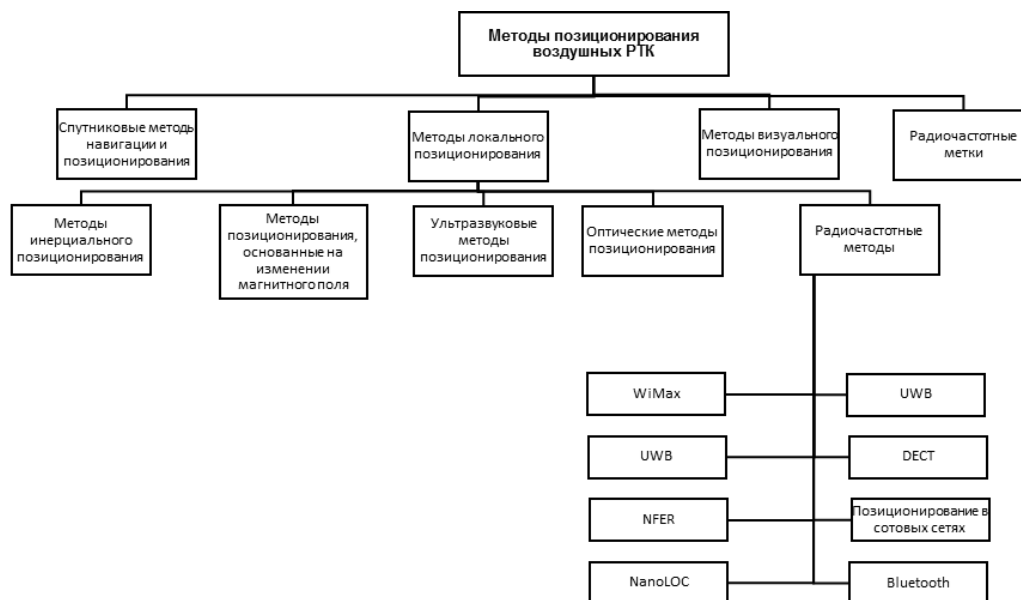 Методы позиционирования
воздушных РТК
Спутниковые методь
навигации и
позиционирования
Методы локального
позиционирования
Методы визуального
позиционирования
Радиочастотные
метки
Методы
инерциального
позиционирования
Методы
позиционирования,
основанные на
изменении
магнитного поля
Ультразвуковые
методы
позиционирования
Оптические методы
позиционирования
Радиочастотные
методы
WiMax
UWB
UWB
DECT
NFER
Позиционирование в
сотовых сетях
NanoLOC
Bluetooth